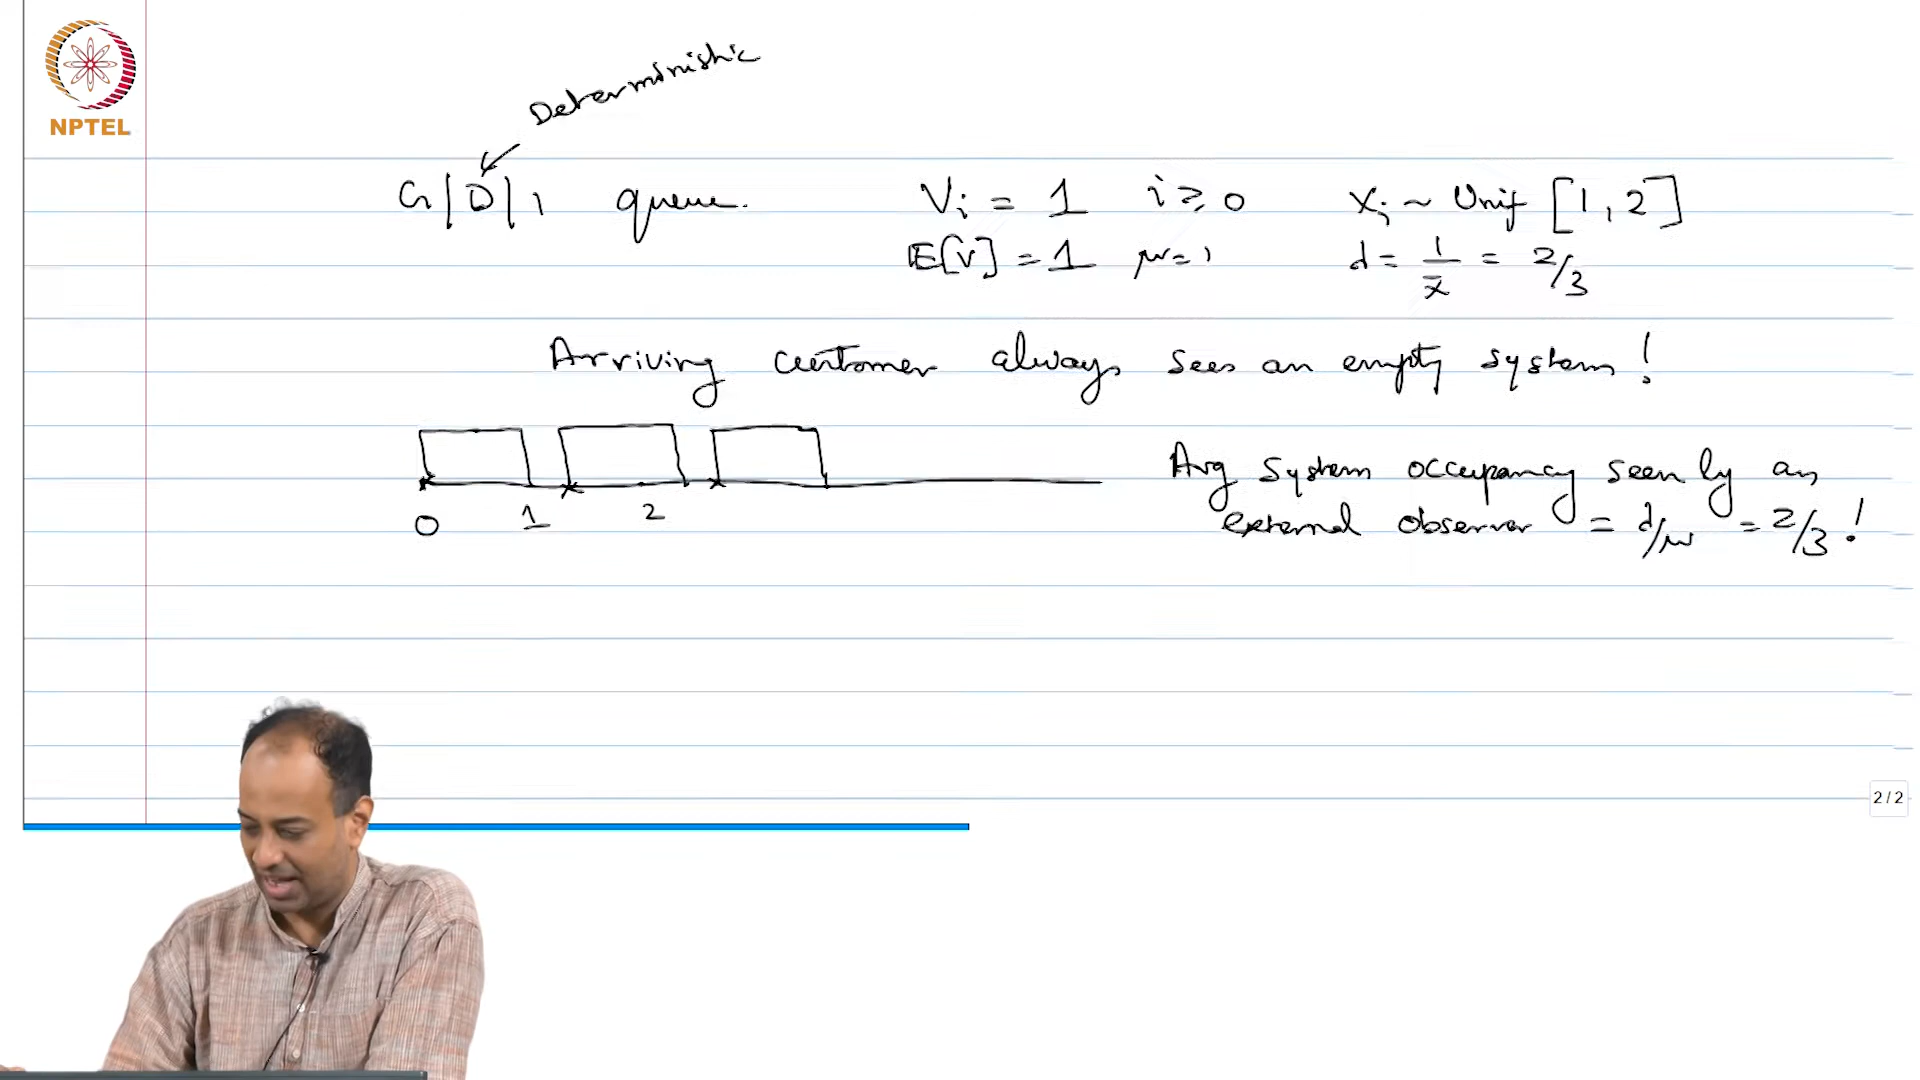 NPTEL
Deterministic
G|D|1 queue. V_i = 1 i ≥ 0 X_i ~ Unif [1, 2]
E[V] = 1 μ = 1 λ = 1/x̄ = 2/3
Arriving customer always sees an empty system!
Avg system occupancy seen by an
external observer = λ/μ = 2/3!
0 1 2
2 / 2